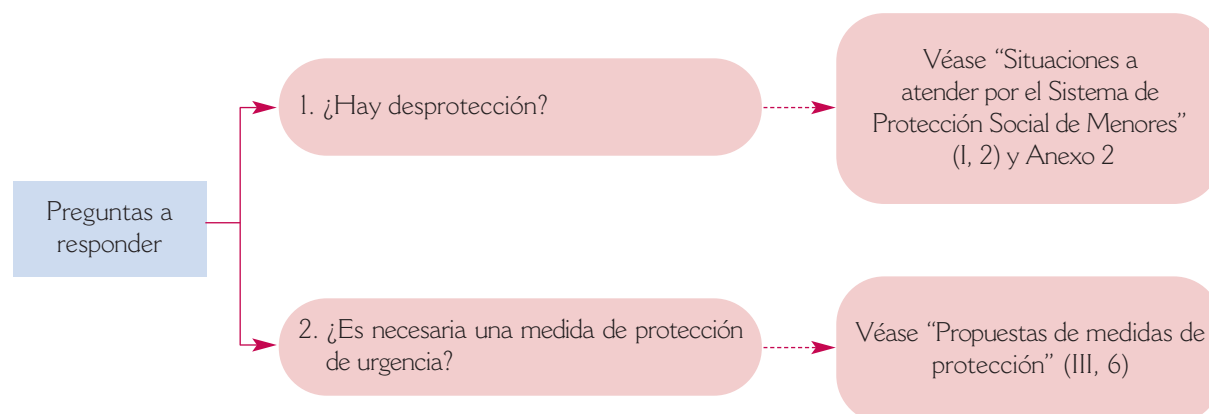 Preguntas a
responder
1. ¿Hay desprotección?
Véase “Situaciones a
atender por el Sistema de
Protección Social de Menores”
(I, 2) y Anexo 2
2. ¿Es necesaria una medida de protección
de urgencia?
Véase “Propuestas de medidas de
protección” (III, 6)